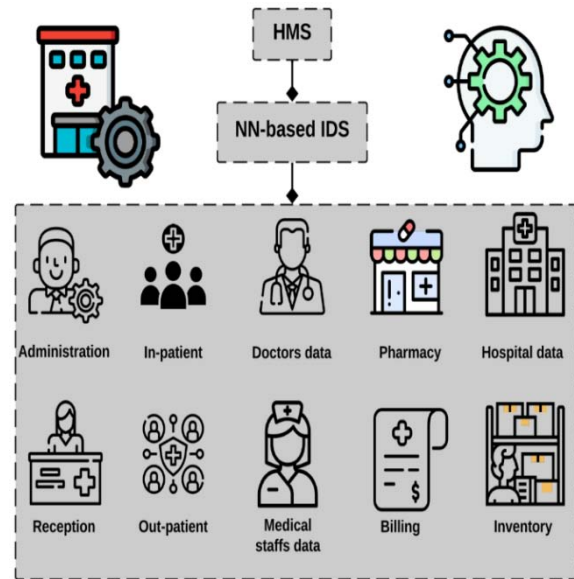 HMS
NN-based IDS
Administration
In-patient
Doctors data
Pharmacy
Hospital data
Reception
Out-patient
Medical
staffs data
Billing
Inventory
$